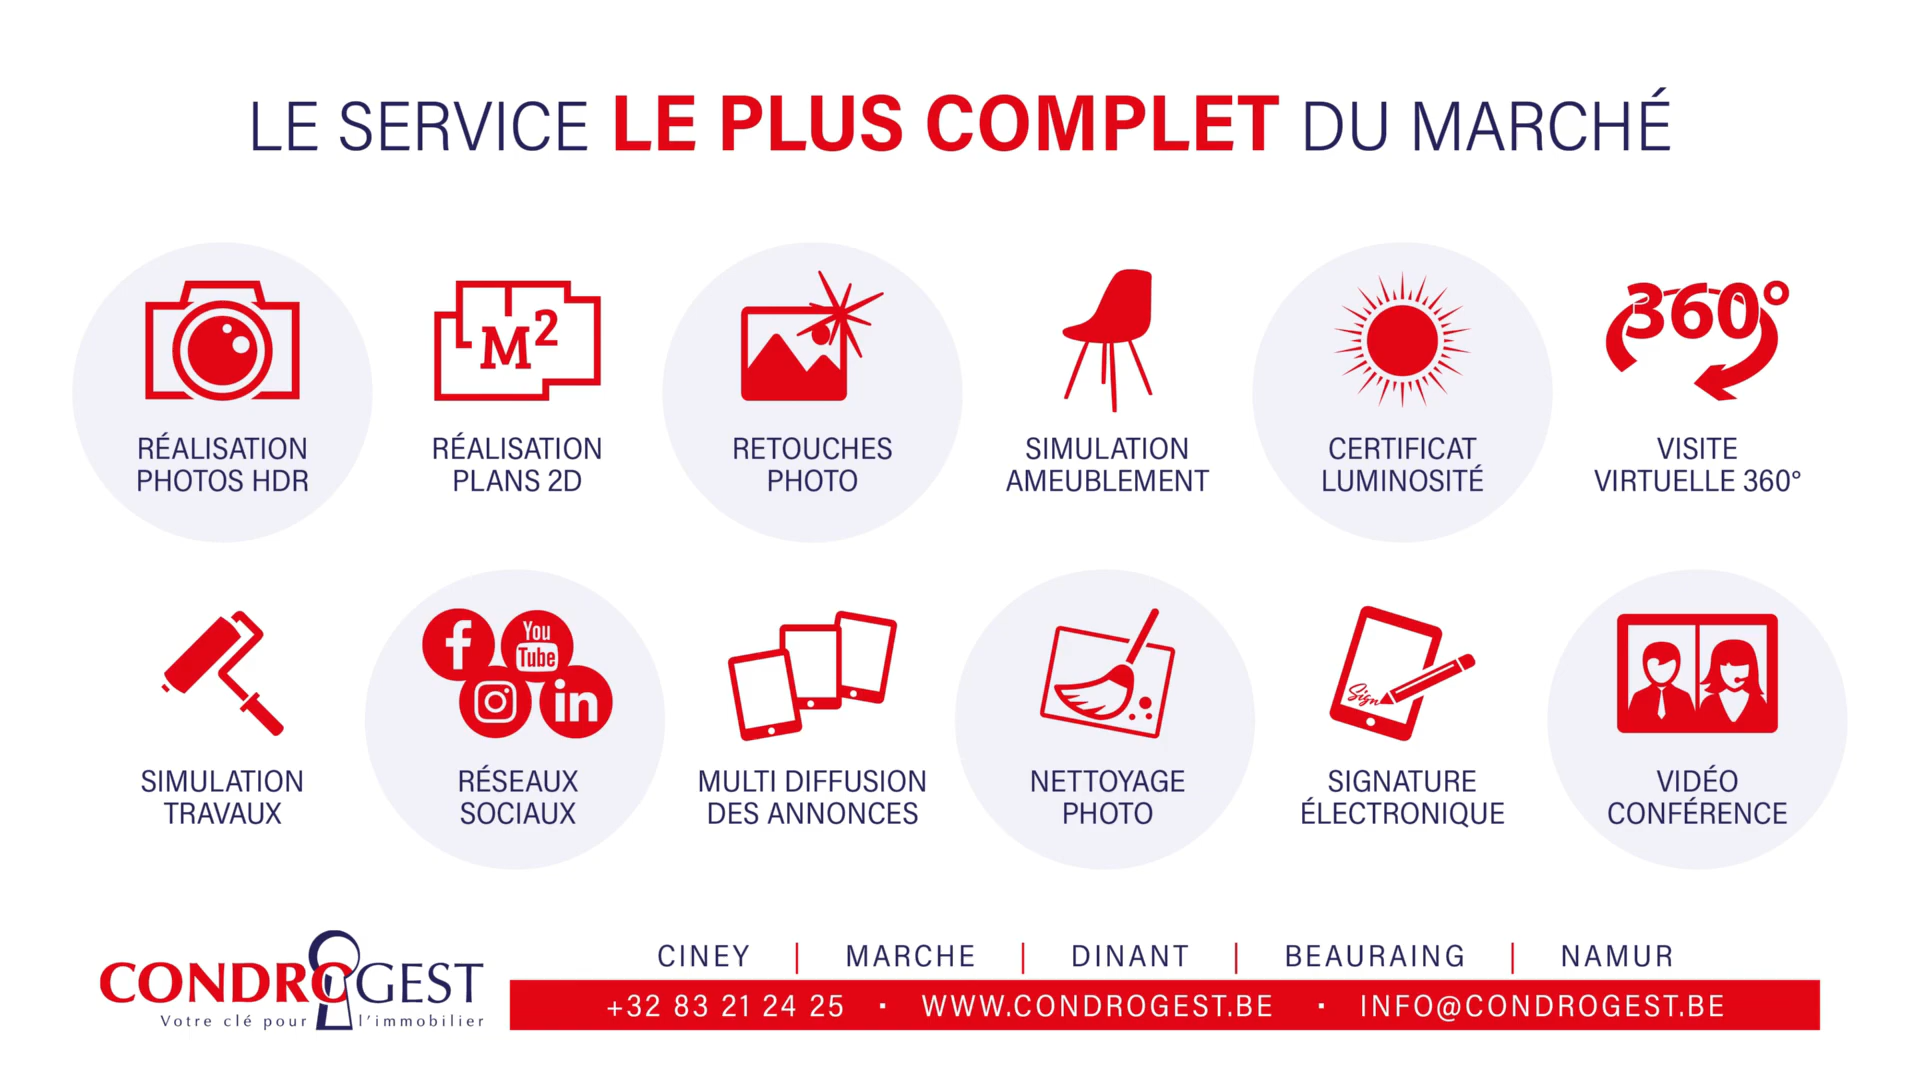 LE SERVICE LE PLUS COMPLET DU MARCHÉ
M²
360°
RÉALISATION
PHOTOS HDR
RÉALISATION
PLANS 2D
RETOUCHES
PHOTO
SIMULATION
AMEUBLEMENT
CERTIFICAT
LUMINOSITÉ
VISITE
VIRTUELLE 360°
f
You
Tube
in
Sign
SIMULATION
TRAVAUX
RÉSEAUX
SOCIAUX
MULTI DIFFUSION
DES ANNONCES
NETTOYAGE
PHOTO
SIGNATURE
ÉLECTRONIQUE
VIDÉO
CONFÉRENCE
CONDROGEST
Votre clé pour l'immobilier
CINEY | MARCHE | DINANT | BEAURAING | NAMUR
+32 83 21 24 25 · WWW.CONDROGEST.BE · INFO@CONDROGEST.BE